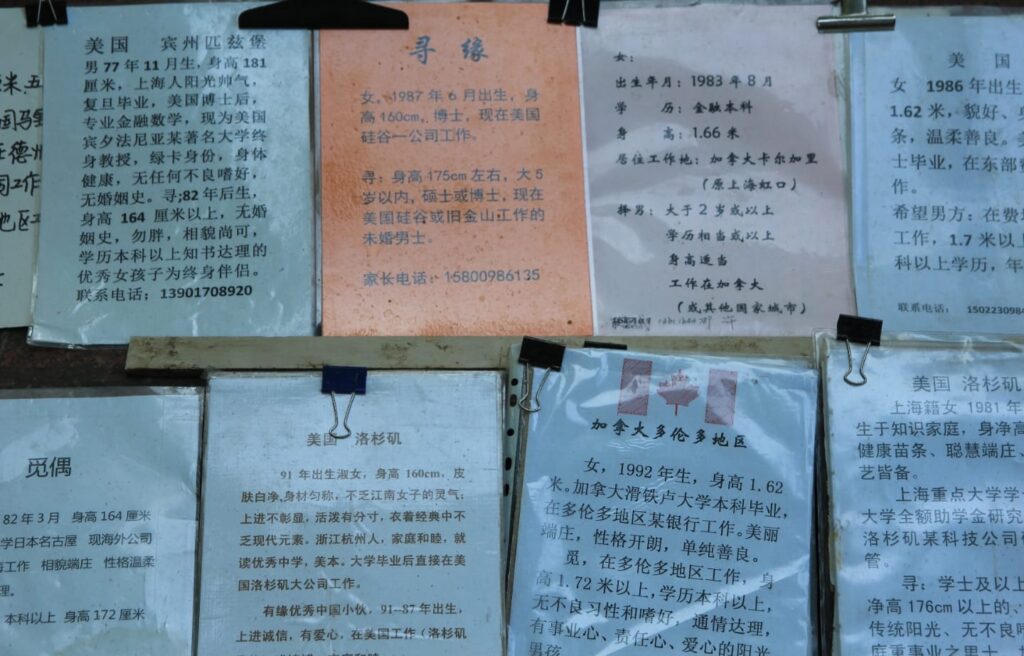 米、五
国马里
在德州
司工作
地区工
美国 宾州匹兹堡
男77年11月生，身高181
厘米，上海人阳光帅气，
复旦毕业，美国博士后，
专业金融数学，现为美国
宾夕法尼亚某著名大学终
身教授，绿卡身份，身体
健康，无任何不良嗜好，
无婚姻史。寻;82年后生，
身高 164 厘米以上，无婚
姻史，勿胖，相貌尚可，
学历本科以上知书达理的
优秀女孩子为终身伴侣。
联系电话：13901708920
寻 缘
女，1987年6月出生，身
高160cm，博士，现在美国
硅谷一公司工作。
寻：身高175cm左右，大5
岁以内，硕士或博士，现在
美国硅谷或旧金山工作的
未婚男士。
家长电话：15800986135
女：
出生年月：1983年8月
学 历：金融本科
身 高：1.66米
居住工作地：加拿大卡尔加里
（原上海虹口）
择男：大于2岁或以上
学历相当或以上
身高适当
工作在加拿大
（或其他国家城市）
美 国
女 1986年出生
1.62 米，貌好、
条，温柔善良。
士毕业，在东部
作。
希望男方：在费
工作，1.7 米以
科以上学历，年
联系电话： 150223098
觅偶
82年3月 身高164厘米
学日本名古屋 现海外公司
工作 相貌端庄 性格温柔
理。
本科以上 身高172厘米
美国 洛杉矶
91年出生淑女，身高160cm，皮
肤白净,身材匀称，不乏江南女子的灵气；
上进不彰显，活泼有分寸，衣着经典中不
乏现代元素。浙江杭州人，家庭和睦，就
读优秀中学，美本。大学毕业后直接在美
国洛杉矶大公司工作。
有缘优秀中国小伙，91-87年出生，
上进诚信，有爱心，在美国工作（洛杉矶
加拿大多伦多地区
女，1992年生，身高1.62
米。加拿大滑铁卢大学本科毕业，
在多伦多地区某银行工作。美丽
端庄，性格开朗，单纯善良。
觅，在多伦多地区工作，身
高1.72米以上，学历本科以上，
无不良习性和嗜好，通情达理，
有事业心、责任心、爱心的阳光
男孩
美国 洛杉矶
上海籍女 1981年
生于知识家庭，身净高
健康苗条、聪慧端庄、
艺皆备。
上海重点大学学
大学全额助学金研究
洛杉矶某科技公司
管。
寻：学士及以上
净高176cm以上的、
传统阳光、无不良嗜
庭重事业之男士